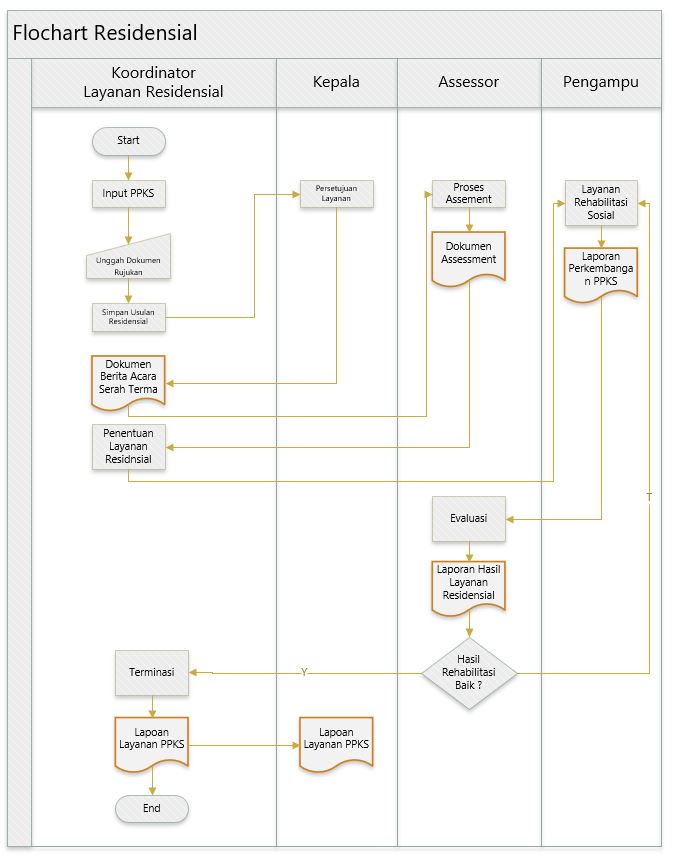 Flochart Residensial
Koordinator
Layanan Residensial
Kepala
Assessor
Pengampu
Start
Input PPKS
Persetujuan
Layanan
Proses
Assement
Layanan
Rehabilitasi
Sosial
Unggah Dokumen
Rujukan
Dokumen
Assessment
Laporan
Perkembanga
n PPKS
Simpan Usulan
Residensial
Dokumen
Berita Acara
Serah Terma
Penentuan
Layanan
Residnsial
T
Evaluasi
Laporan Hasil
Layanan
Residensial
Hasil
Rehabilitasi
Baik ?
Y
Terminasi
Lapoan
Layanan PPKS
Lapoan
Layanan PPKS
End